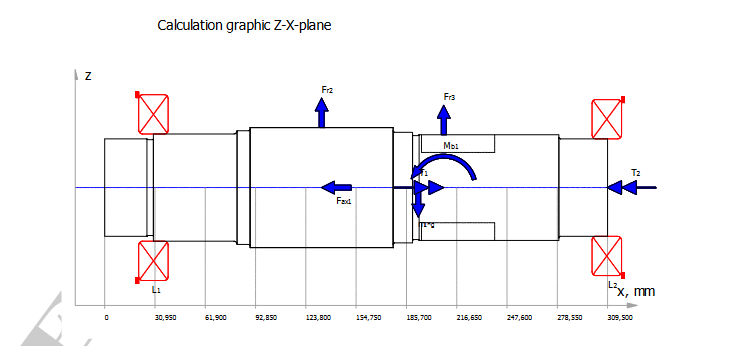 Calculation graphic Z-X-plane
Z
Fr2
Fr3
Mb1
T2
Fax1
L1
L2
x, mm
0 30,950 61,900 92,850 123,800 154,750 185,700 216,650 247,600 278,550 309,500